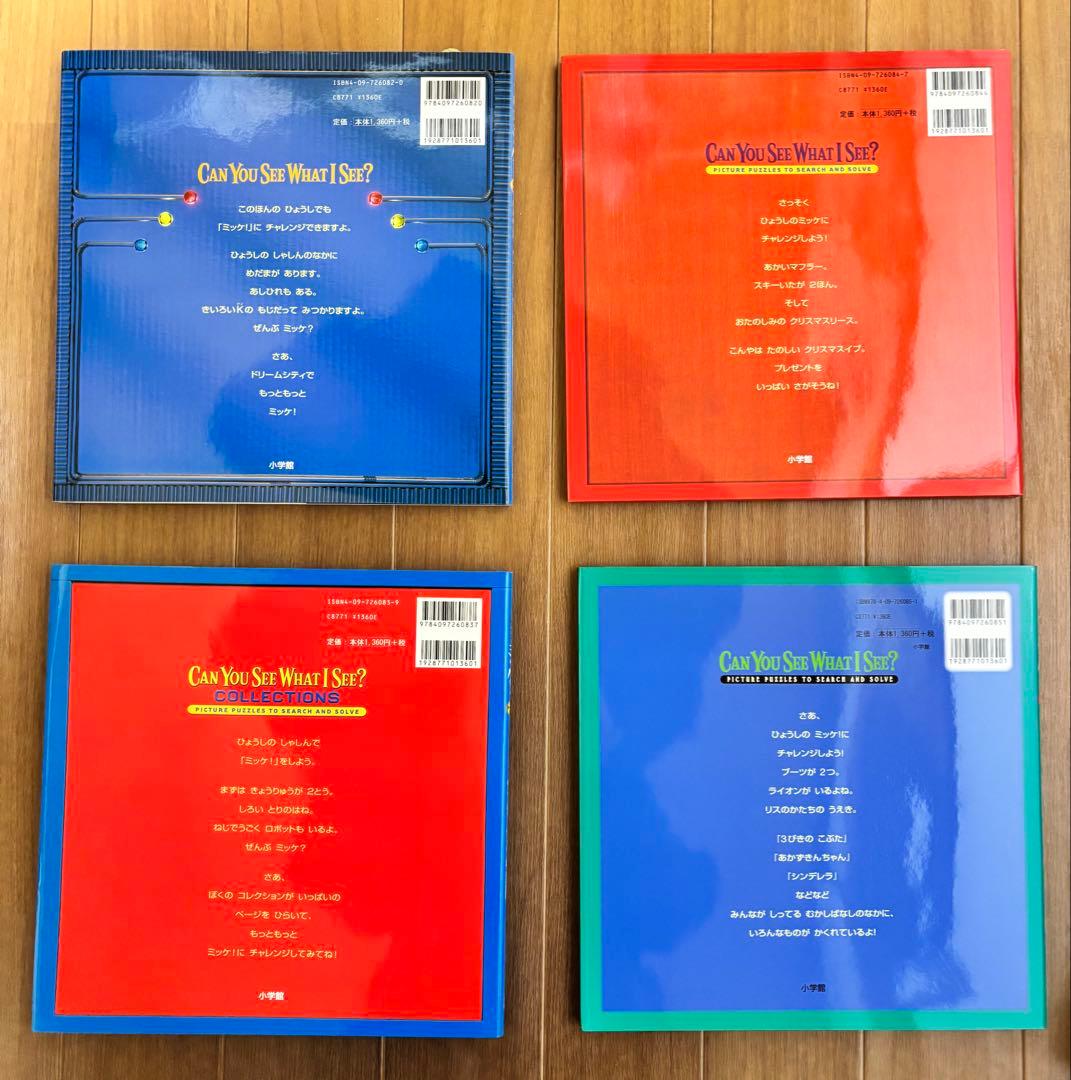 ISBN4-09-726082-0
C8771 ¥1360E
定価:本体1,360円+税
9784097260820
1928771013601
CAN YOU SEE WHAT I SEE?
このほんの ひょうしでも
「ミッケ!」に チャレンジできますよ。
ひょうしの しゃしんのなかに
めだまが あります。
あしひれも ある。
きいろいKの もじだって みつかりますよ。
ぜんぶ ミッケ?
さあ、
ドリームシティで
もっともっと
ミッケ!
小学館
ISBN4-09-726084-7
C8771 ¥1360E
定価:本体1,360円+税
9784097260844
1928771013601
CAN YOU SEE WHAT I SEE?
PICTURE PUZZLES TO SEARCH AND SOLVE
さっそく
ひょうしのミッケに
チャレンジしよう!
あかいマフラー。
スキーいたが 2ほん。
そして
おたのしみの クリスマスリース。
こんやは たのしい クリスマスイブ。
プレゼントを
いっぱい さがそうね!
小学館
ISBN4-09-726083-9
C8771 ¥1360E
定価:本体1,360円+税
9784097260837
1928771013601
CAN YOU SEE WHAT I SEE?
COLLECTIONS
PICTURE PUZZLES TO SEARCH AND SOLVE
ひょうしの しゃしんで
「ミッケ!」をしよう。
まずは きょうりゅうが 2とう。
しろい とりのはね。
ねじでうごく ロボットも いるよ。
ぜんぶ ミッケ?
さあ、
ぼくの コレクションが いっぱいの
ページを ひらいて、
もっともっと
ミッケ!に チャレンジしてみてね!
小学館
ISBN978-4-09-726085-1
C8771 ¥1360E
定価:本体1,360円+税
小学館
9784097260851
1928771013601
CAN YOU SEE WHAT I SEE?
PICTURE PUZZLES TO SEARCH AND SOLVE
さあ、
ひょうしの ミッケ!に
チャレンジしよう!
ブーツが 2つ。
ライオンが いるよね。
リスのかたちの うえき。
「3びきの こぶた」
「あかずきんちゃん」
「シンデレラ」
などなど
みんなが しってる むかしばなしのなかに、
いろんなものが かくれているよ!
小学館